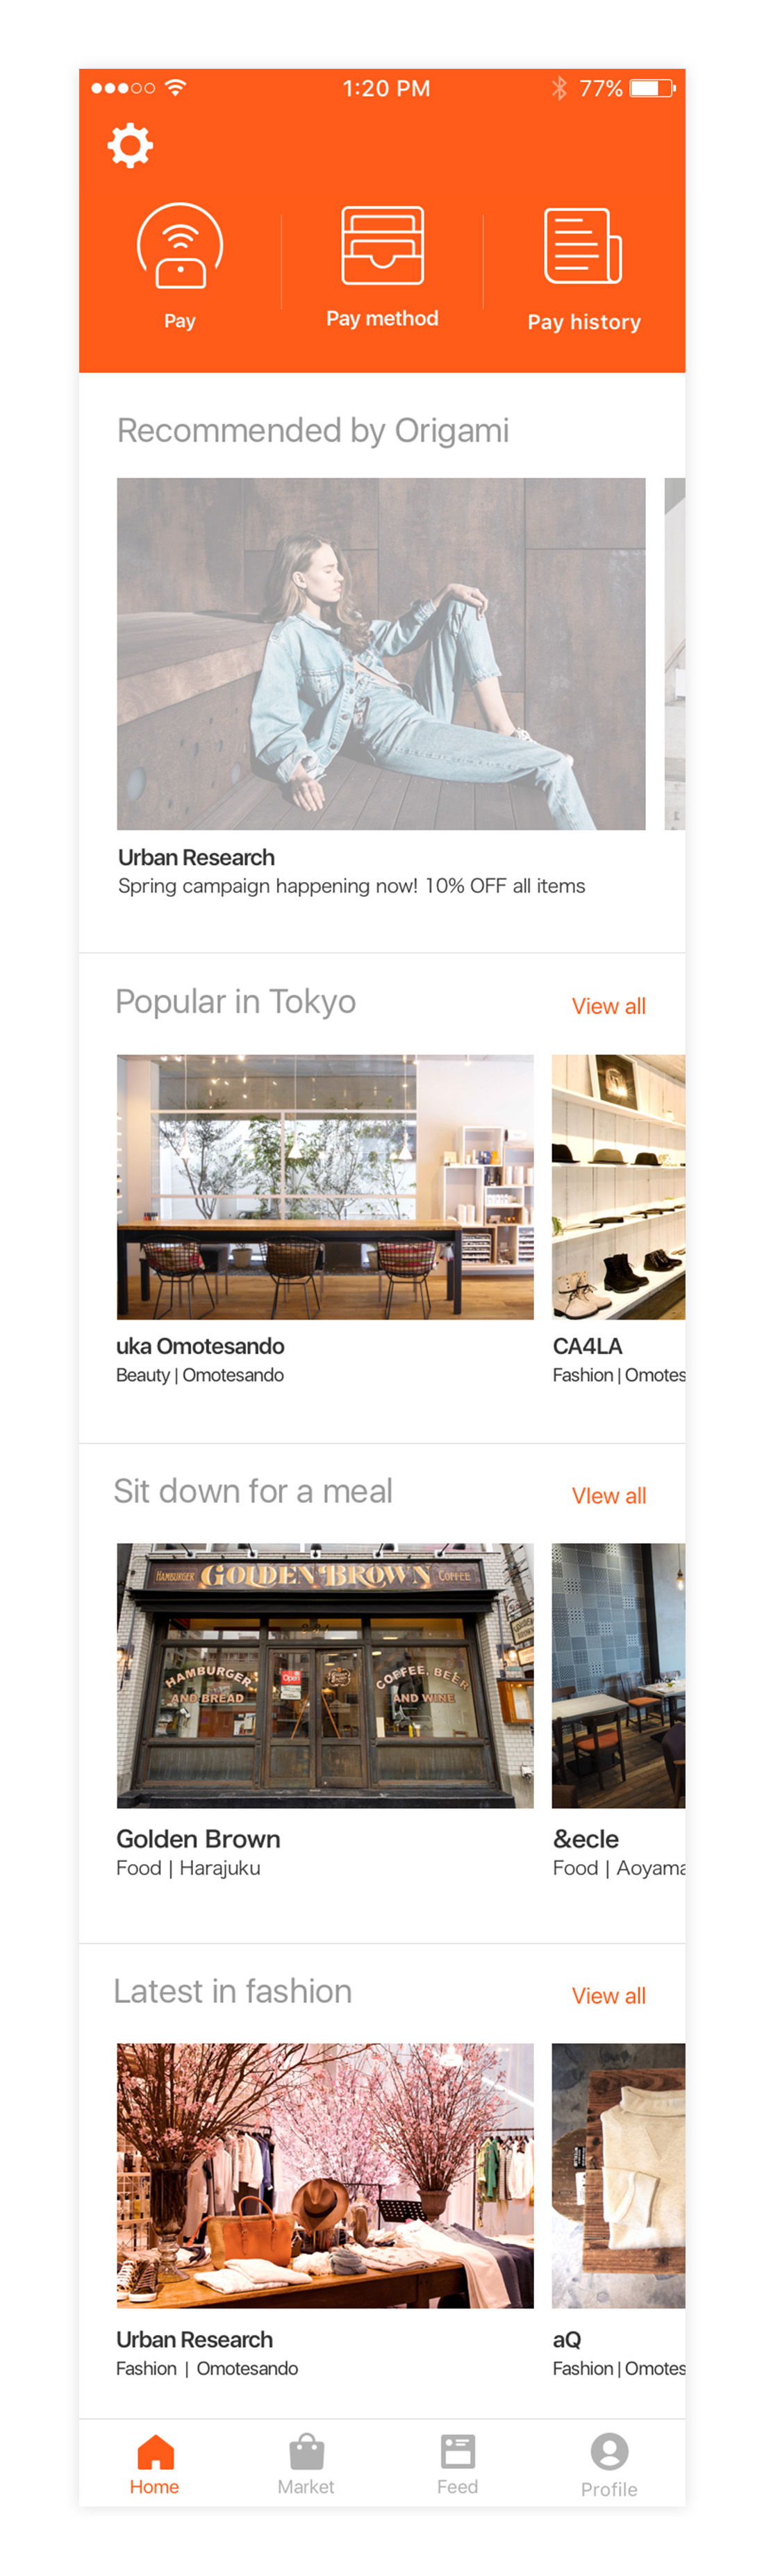 1:20 PM
77%
Pay
Pay method
Pay history
Recommended by Origami
Urban Research
Spring campaign happening now! 10% OFF all items
Popular in Tokyo
View all
uka Omotesando
Beauty | Omotesando
CA4LA
Fashion | Omotes
Sit down for a meal
VIew all
HAMBURGER GOLDEN BROWN COFFEE
HAMBURGER
AND BREAD
Open
COFFEE, BEER
AND WINE
Golden Brown
Food | Harajuku
&ecle
Food | Aoyama
Latest in fashion
View all
Urban Research
Fashion | Omotesando
aQ
Fashion | Omotes
Home
Market
Feed
Profile